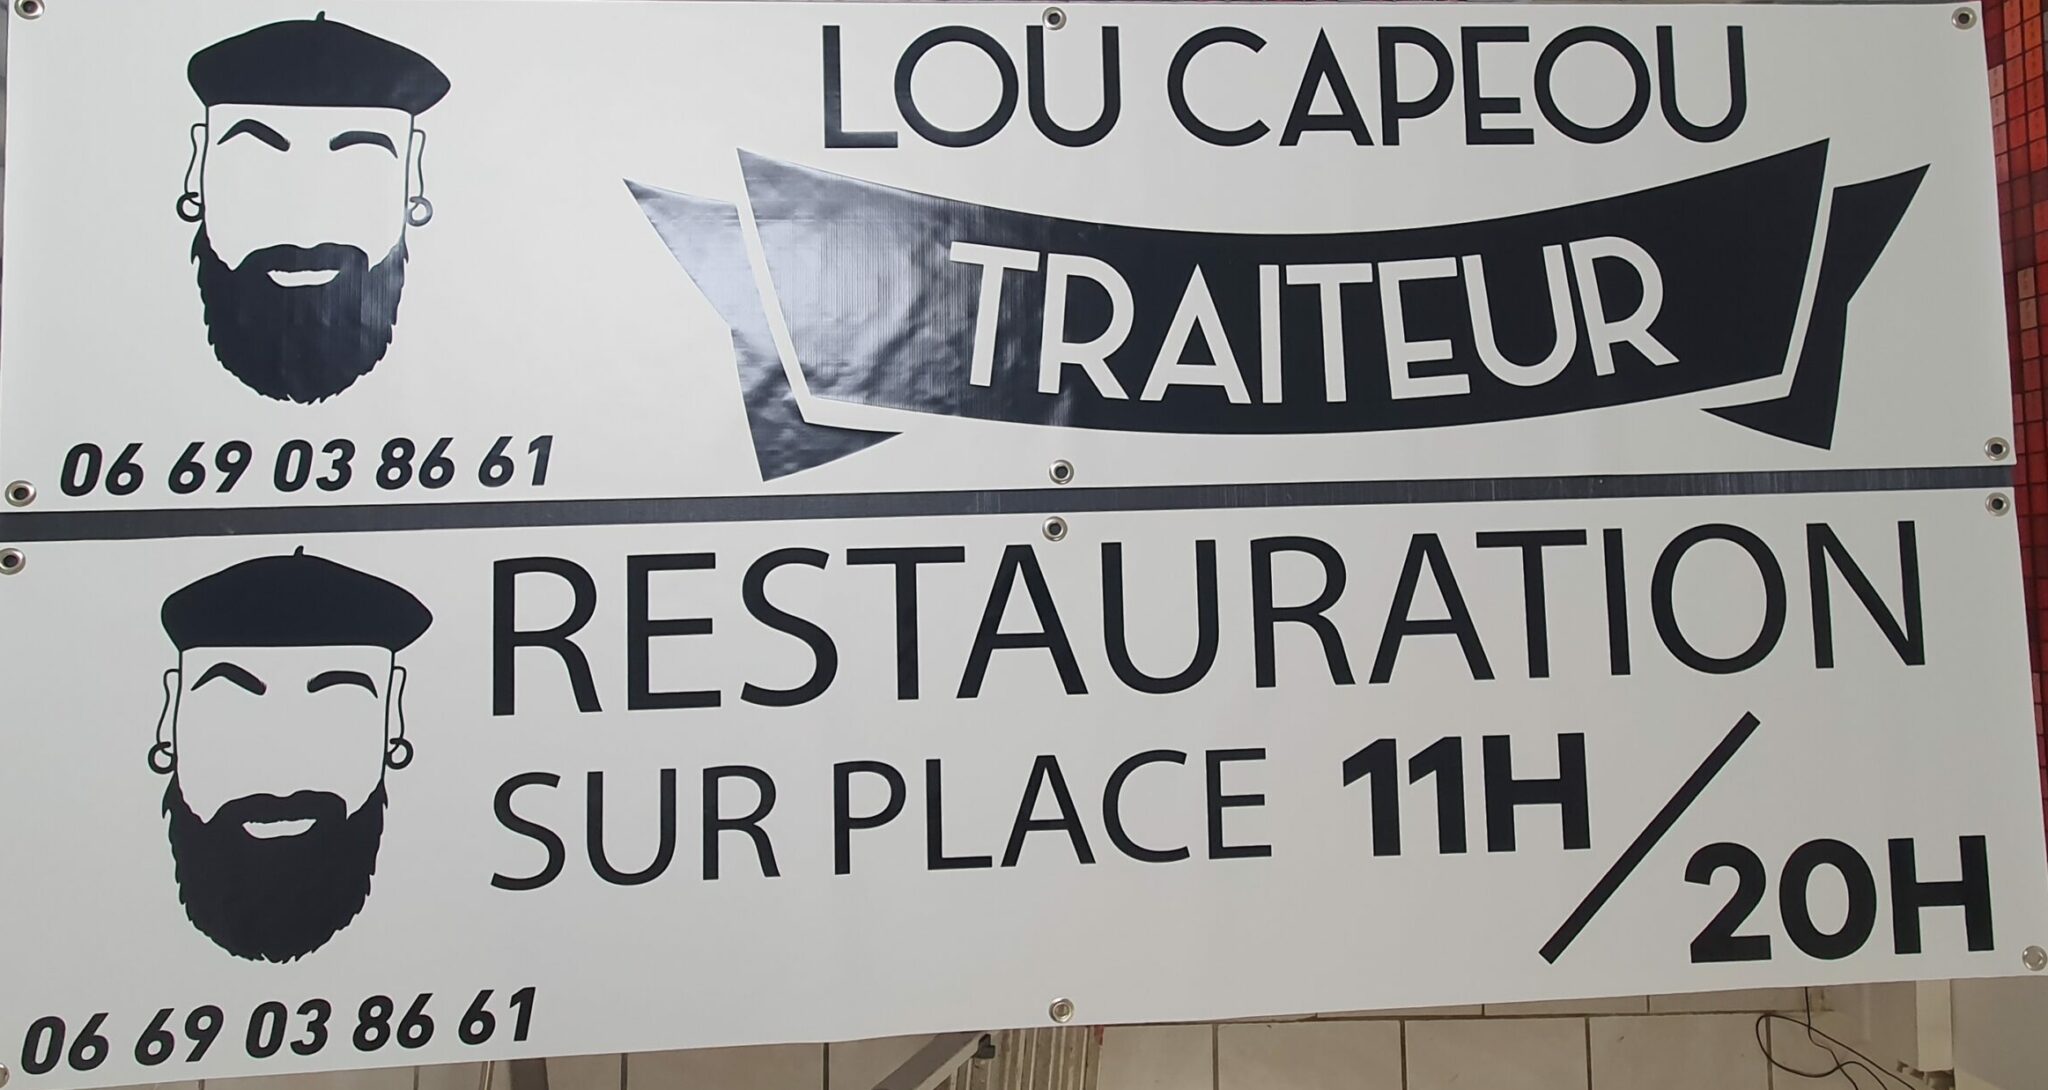 LOU CAPEOU
TRAITEUR
06 69 03 86 61
RESTAURATION
SUR PLACE 11H/20H
06 69 03 86 61